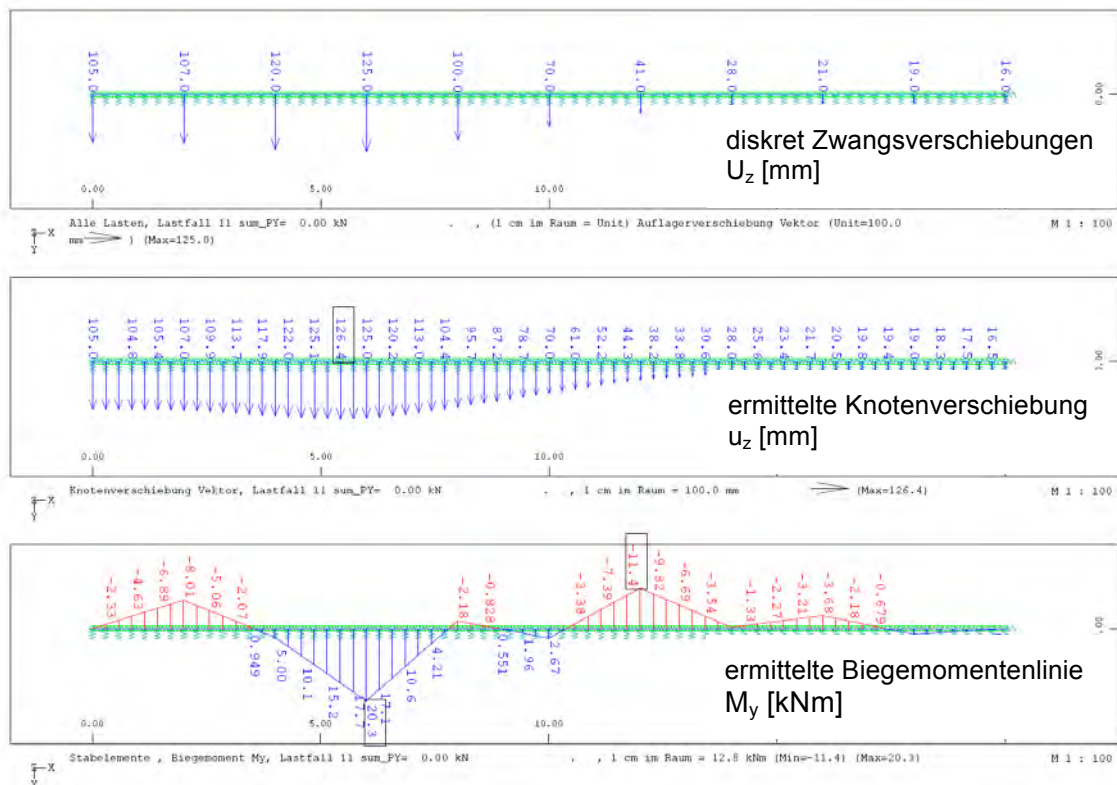 105.0 107.0 120.0 125.0 100.0 70.0 41.0 28.0 21.0 19.0 16.0
diskret Zwangsverschiebungen
Uz [mm]
0.00 5.00 10.00
Alle Lasten, Lastfall 11 sum_PY= 0.00 kN . , (1 cm im Raum = Unit) Auflagerverschiebung Vektor (Unit=100.0 M 1 : 100
mm ) (Max=125.0)
Z X
Y
105.0 104.8 105.4 107.0 109.9 113.7 117.9 122.0 125.1 126.4 125.0 120.2 113.0 104.4 95.7 87.2 78.7 70.0 61.0 52.2 44.3 38.2 33.8 30.6 28.0 25.6 23.4 21.7 20.5 19.8 19.4 19.0 18.3 17.5 16.5
ermittelte Knotenverschiebung
uz [mm]
0.00 5.00 10.00
Knotenverschiebung Vektor, Lastfall 11 sum_PY= 0.00 kN . , 1 cm im Raum = 100.0 mm (Max=126.4) M 1 : 100
Z X
Y
-2.33 -4.63 -6.89 -8.01 -5.06 -2.07 -2.18 -0.828 -3.38 -7.39 -11.4 -9.82 -6.69 -3.54 -1.33 -2.27 -3.21 -3.68 -2.18 -0.679
0.949 5.00 10.1 15.2 17.7 20.3 17.1 10.6 4.21 0.551 1.96 2.67
ermittelte Biegemomentenlinie
My [kNm]
0.00 5.00 10.00
Stabelemente , Biegemoment My, Lastfall 11 sum_PY= 0.00 kN . , 1 cm im Raum = 12.8 kNm (Min=-11.4) (Max=20.3) M 1 : 100
Z X
Y